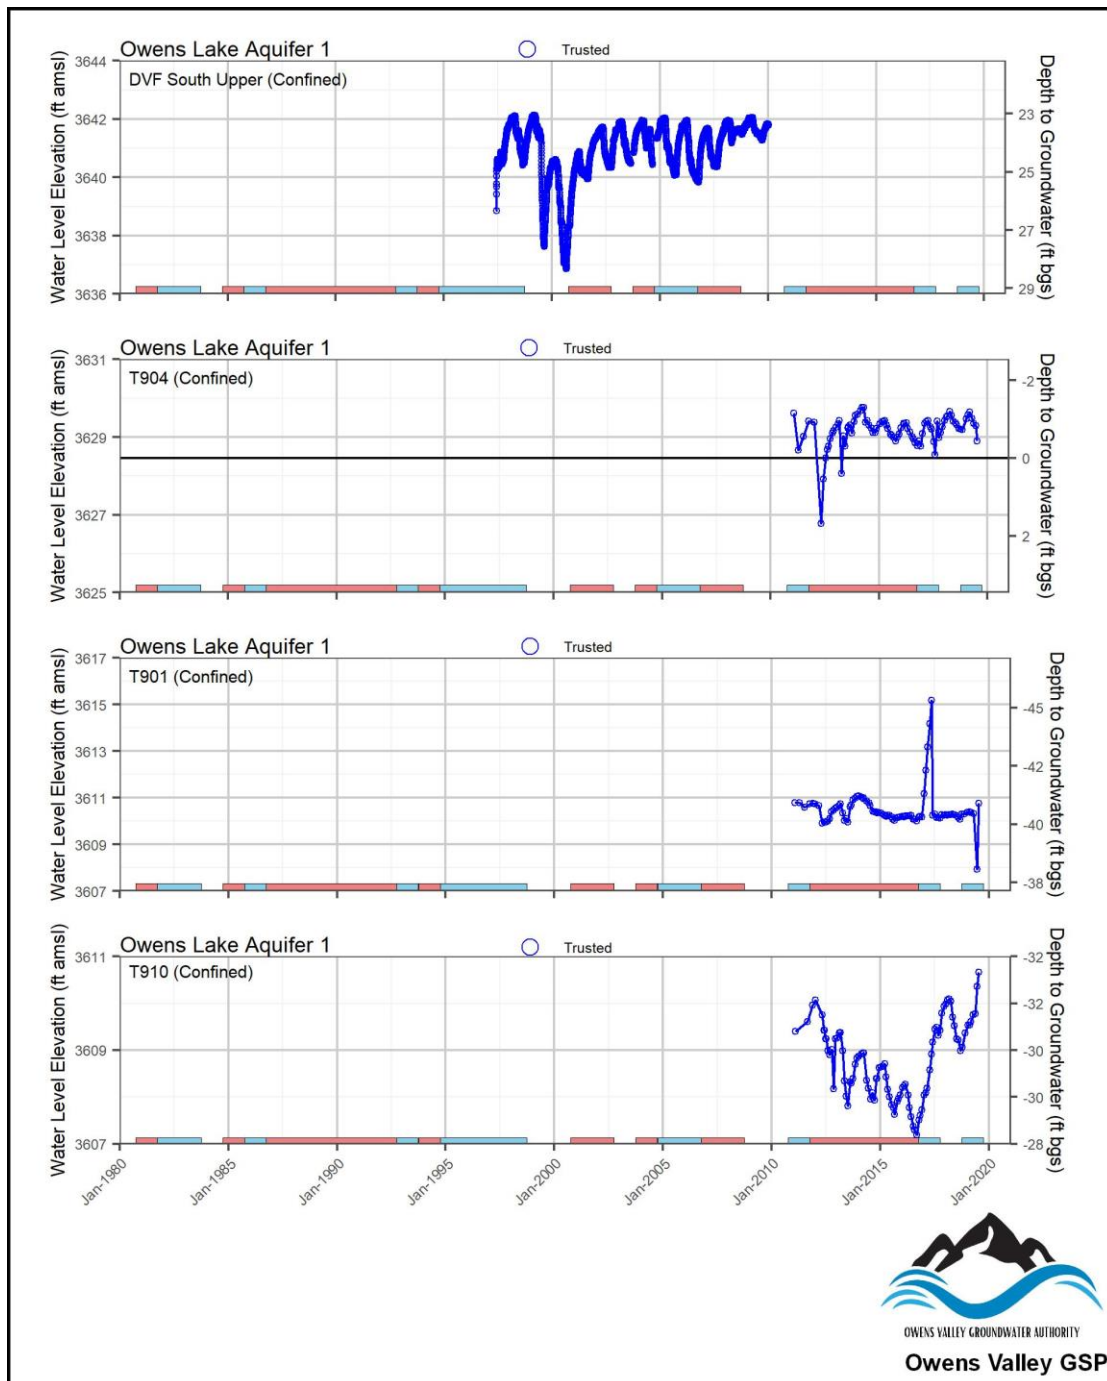 Owens Lake Aquifer 1
Trusted
DVF South Upper (Confined)
Water Level Elevation (ft amsl)
3644
3642
3640
3638
3636
Depth to Groundwater (ft bgs)
23
25
27
29
Owens Lake Aquifer 1
Trusted
T904 (Confined)
Water Level Elevation (ft amsl)
3631
3629
3627
3625
Depth to Groundwater (ft bgs)
-2
0
2
Owens Lake Aquifer 1
Trusted
T901 (Confined)
Water Level Elevation (ft amsl)
3617
3615
3613
3611
3609
3607
Depth to Groundwater (ft bgs)
-45
-42
-40
-38
Owens Lake Aquifer 1
Trusted
T910 (Confined)
Water Level Elevation (ft amsl)
3611
3609
3607
Depth to Groundwater (ft bgs)
-32
-32
-30
-30
-28
Jan-1980
Jan-1985
Jan-1990
Jan-1995
Jan-2000
Jan-2005
Jan-2010
Jan-2015
Jan-2020
OWENS VALLEY GROUNDWATER AUTHORITY
Owens Valley GSP